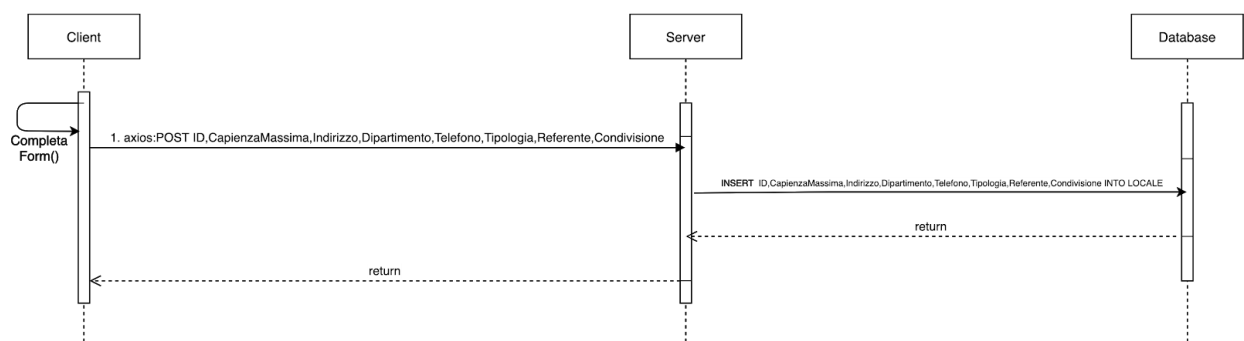 Client
Server
Database
Completa
Form()
1. axios:POST ID,CapienzaMassima,Indirizzo,Dipartimento,Telefono,Tipologia,Referente,Condivisione
INSERT ID,CapienzaMassima,Indirizzo,Dipartimento,Telefono,Tipologia,Referente,Condivisione INTO LOCALE
return
return